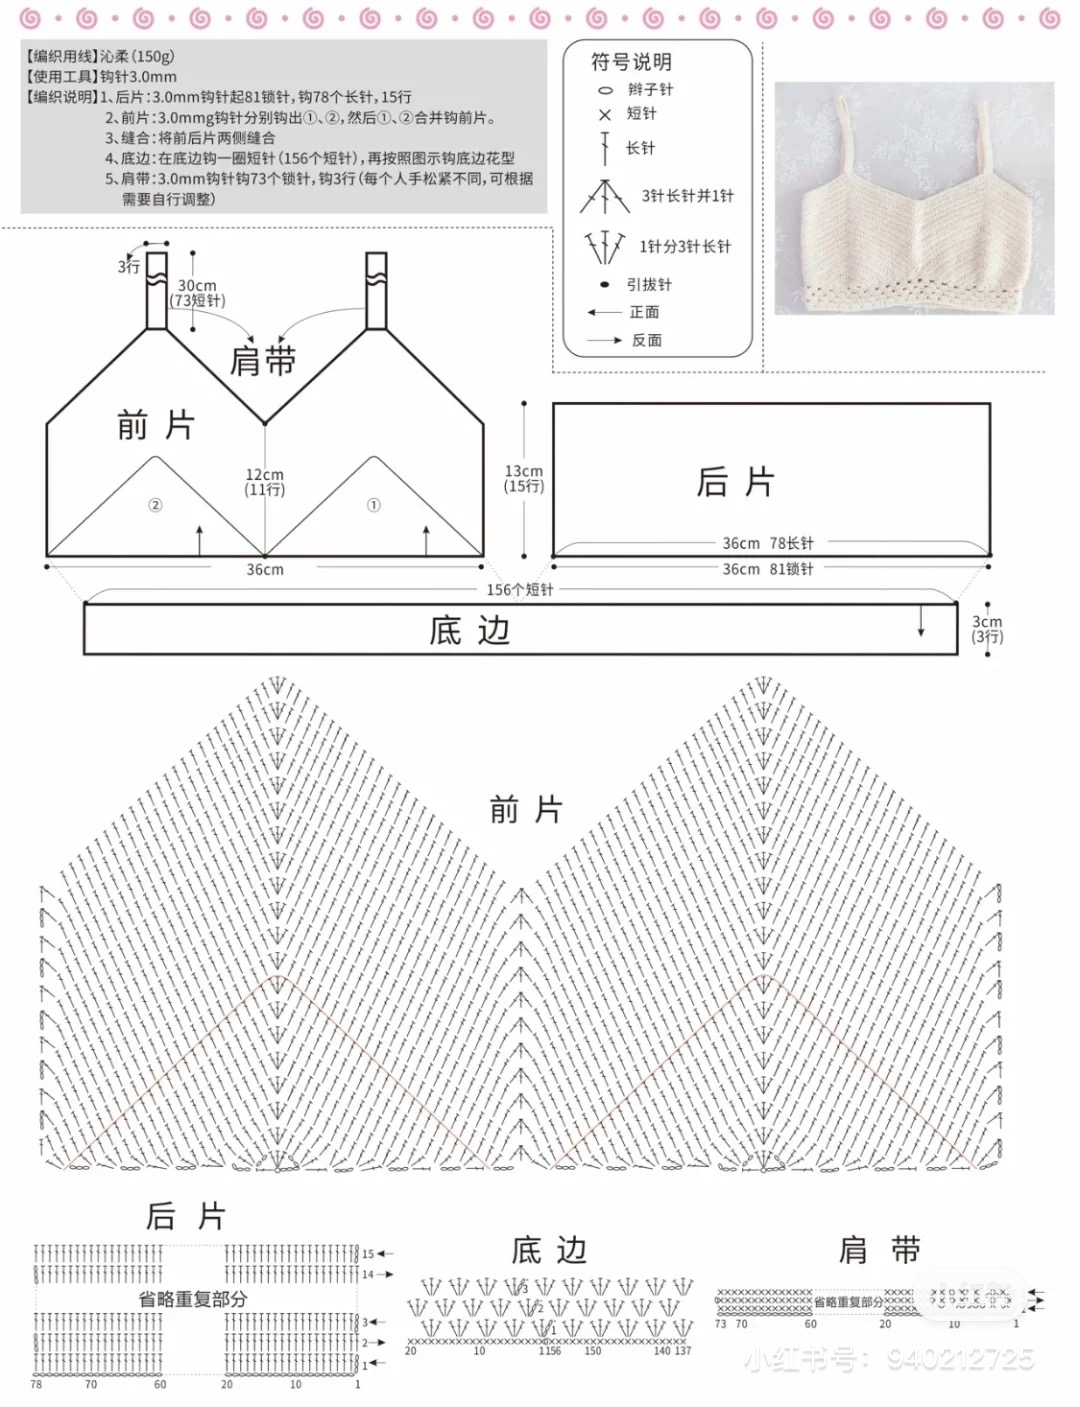 【编织用线】沁柔(150g)
【使用工具】钩针3.0mm
【编织说明】1、后片:3.0mm钩针起81锁针,钩78个长针,15行
2、前片:3.0mmg钩针分别钩出①、②,然后①、②合并钩前片。
3、缝合:将前后片两侧缝合
4、底边:在底边钩一圈短针(156个短针),再按照图示钩底边花型
5、肩带:3.0mm钩针钩73个锁针,钩3行(每个人手松紧不同,可根据
需要自行调整)
符号说明
辫子针
短针
长针
3针长针并1针
1针分3针长针
引拔针
正面
反面
3行
30cm
(73短针)
肩带
前 片
12cm
(11行)
②
①
36cm
13cm
(15行)
后 片
36cm 78长针
36cm 81锁针
156个短针
底 边
3cm
(3行)
前 片
后 片
15
14
省略重复部分
3
2
1
78 70 60 20 10 1
底 边
3
2
1
20 10 1156 150 140 137
肩 带
省略重复部分
73 70 60 20 10 1
小红书号:940212725